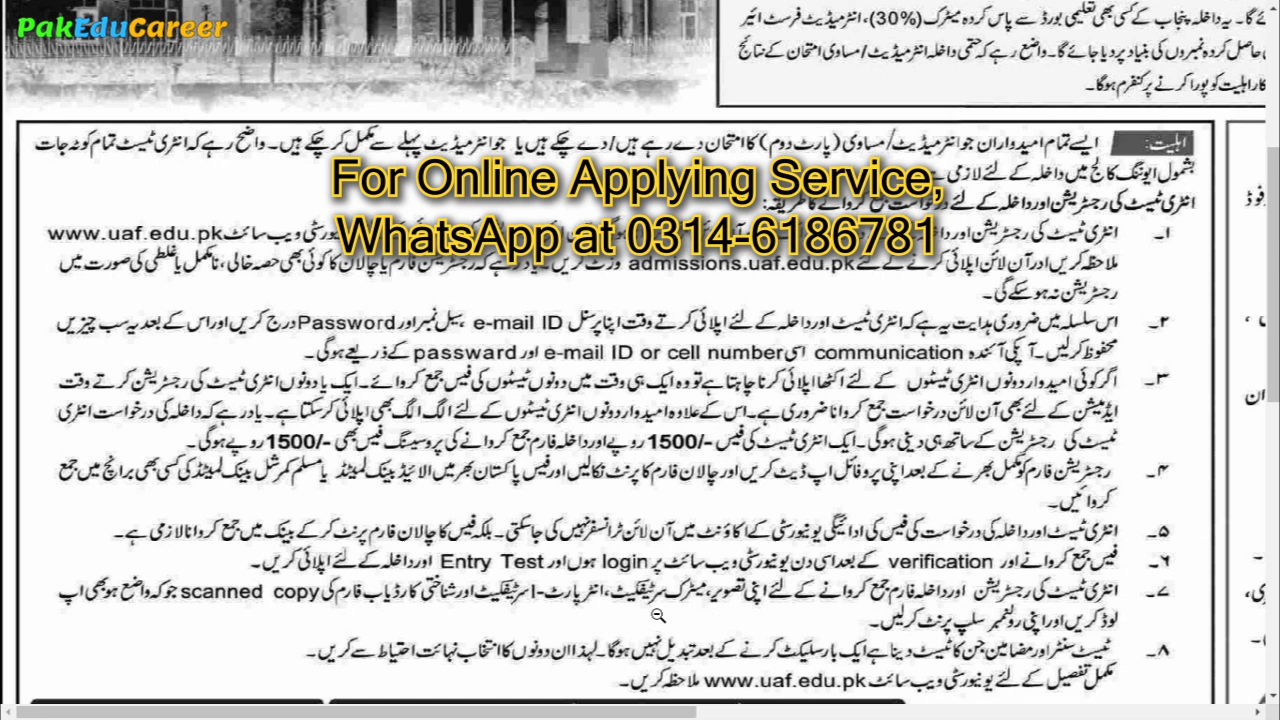 PakEduCareer
ئے گا۔ یہ داخلہ پنجاب کے کسی بھی تعلیمی بورڈ سے پاس کردہ میٹرک (30%)، انٹرمیڈیٹ فرسٹ ائیر
حاصل کردہ نمبروں کی بنیاد پر دیا جائے گا۔ واضح رہے کہ حتمی داخلہ انٹرمیڈیٹ/مساوی امتحان کے نتائج
کا راہلیت کو پورا کرنے پر کنفرم ہوگا۔
اہلیت: ایسے تمام امیدواران جو انٹرمیڈیٹ/مساوی (پارٹ دوم) کا امتحان دے رہے ہیں/دے چکے ہیں یا جو انٹرمیڈیٹ پہلے سے مکمل کر چکے ہیں۔ واضح رہے کہ انٹری ٹیسٹ تمام کوٹہ جات
بشمول ایوننگ کالج میں داخلہ کے لئے لازمی
For Online Applying Service,
WhatsApp at 0314-6186781
انٹری ٹیسٹ کی رجسٹریشن اور داخلہ کے لئے درخواست جمع کروانے کا طریقہ:
۱۔ انٹری ٹیسٹ کی رجسٹریشن اور داخلہ یونیورسٹی ویب سائٹ www.uaf.edu.pk
ملاحظہ کریں اور آن لائن اپلائی کرنے کے لئے admissions.uaf.edu.pk وزٹ کریں۔ یاد رہے کہ رجسٹریشن فارم یا چالان کا کوئی بھی حصہ خالی، نامکمل یا غلطی کی صورت میں
رجسٹریشن نہ ہو سکے گی۔
۲۔ اس سلسلہ میں ضروری ہدایت یہ ہے کہ انٹری ٹیسٹ اور داخلہ کے لئے اپلائی کرتے وقت اپنا پرسنل e-mail ID ، سیل نمبر اور Password درج کریں اور اس کے بعد یہ سب چیزیں
محفوظ کر لیں۔ آپکی آئندہ communication اسی e-mail ID or cell number اور passward کے ذریعے ہوگی۔
۳۔ اگر کوئی امیدوار دونوں انٹری ٹیسٹوں کے لئے اکٹھا اپلائی کرنا چاہتا ہے تو وہ ایک ہی وقت میں دونوں ٹیسٹوں کی فیس جمع کروائے۔ ایک یا دونوں انٹری ٹیسٹ کی رجسٹریشن کرتے وقت
ایڈمیشن کے لئے بھی آن لائن درخواست جمع کروانا ضروری ہے۔ اس کے علاوہ امیدوار دونوں انٹری ٹیسٹوں کے لئے الگ الگ بھی اپلائی کر سکتا ہے۔ یاد رہے کہ داخلہ کی درخواست انٹری
ٹیسٹ کی رجسٹریشن کے ساتھ ہی دینی ہوگی۔ ایک انٹری ٹیسٹ کی فیس -/1500 روپے اور داخلہ فارم جمع کروانے کی پروسیسنگ فیس بھی -/1500 روپے ہوگی۔
۴۔ رجسٹریشن فارم کو مکمل بھرنے کے بعد اپنی پروفائل اپ ڈیٹ کریں اور چالان فارم کا پرنٹ نکالیں اور فیس پاکستان بھر میں الائیڈ بینک لمیٹڈ یا مسلم کمرشل بینک لمیٹڈ کی کسی بھی برانچ میں جمع
کروائیں۔
۵۔ انٹری ٹیسٹ اور داخلہ کی درخواست کی فیس کی ادائیگی یونیورسٹی کے اکاؤنٹ میں آن لائن ٹرانسفر نہیں کی جاسکتی۔ بلکہ فیس کا چالان فارم پرنٹ کر کے بینک میں جمع کروانا لازمی ہے۔
۶۔ فیس جمع کروانے اور verification کے بعد اسی دن یونیورسٹی ویب سائٹ پر login ہوں اور Entry Test اور داخلہ کے لئے اپلائی کریں۔
۷۔ انٹری ٹیسٹ کی رجسٹریشن اور داخلہ فارم جمع کروانے کے لئے اپنی تصویر، میٹرک سرٹیفکیٹ، انٹر پارٹ-I سرٹیفکیٹ اور شناختی کارڈ یاب فارم کی scanned copy جو کہ واضع ہو بھی اپ
لوڈ کریں اور اپنی رولنمبر سلپ پرنٹ کر لیں۔
۸۔ ٹیسٹ سنٹر اور مضامین جن کا ٹیسٹ دینا ہے ایک بار سلیکٹ کرنے کے بعد تبدیل نہیں ہوگا۔ لہذا ان دونوں کا انتخاب نہائت احتیاط سے کریں۔
مکمل تفصیل کے لئے یونیورسٹی ویب سائٹ www.uaf.edu.pk ملاحظہ کریں۔